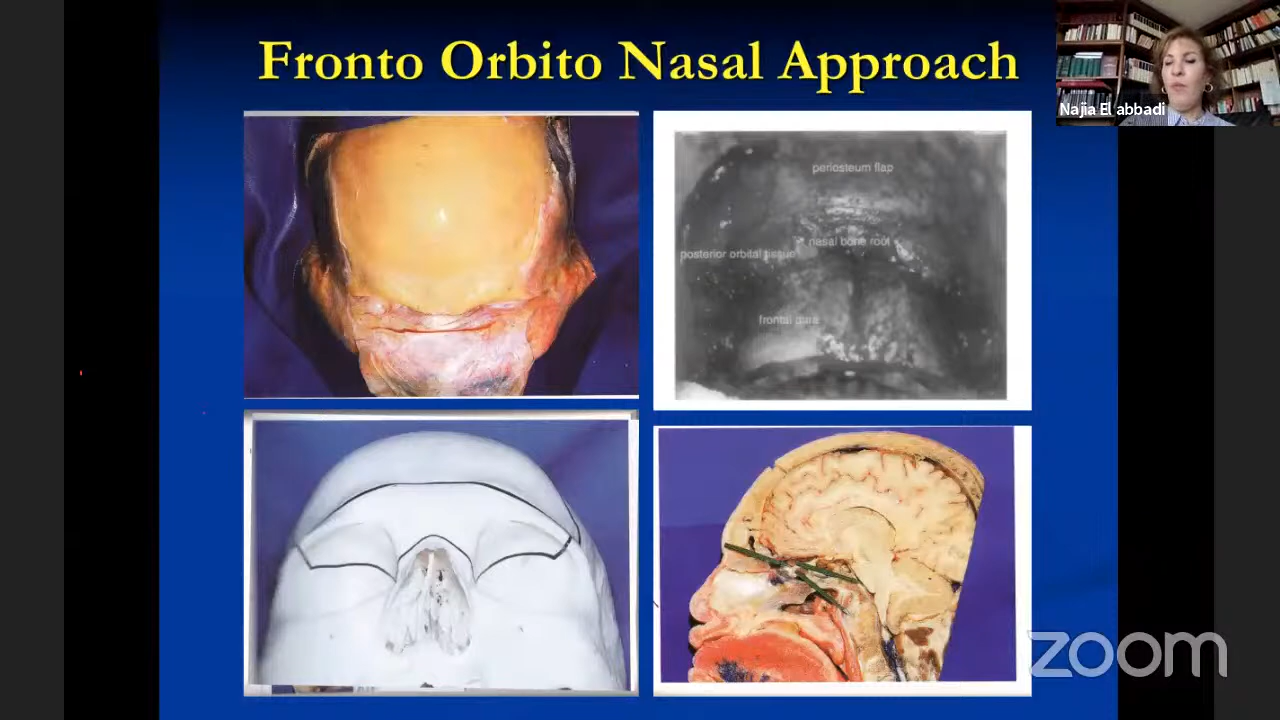 Fronto Orbito Nasal Approach
Najia El abbadi
periosteum flap
nasal bone root
posterior orbital tissue
frontal dura
zoom